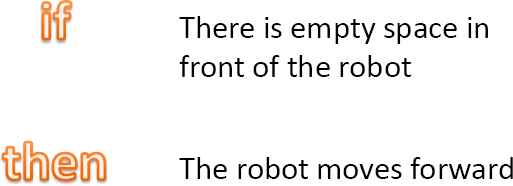 if There is empty space in
front of the robot
then The robot moves forward